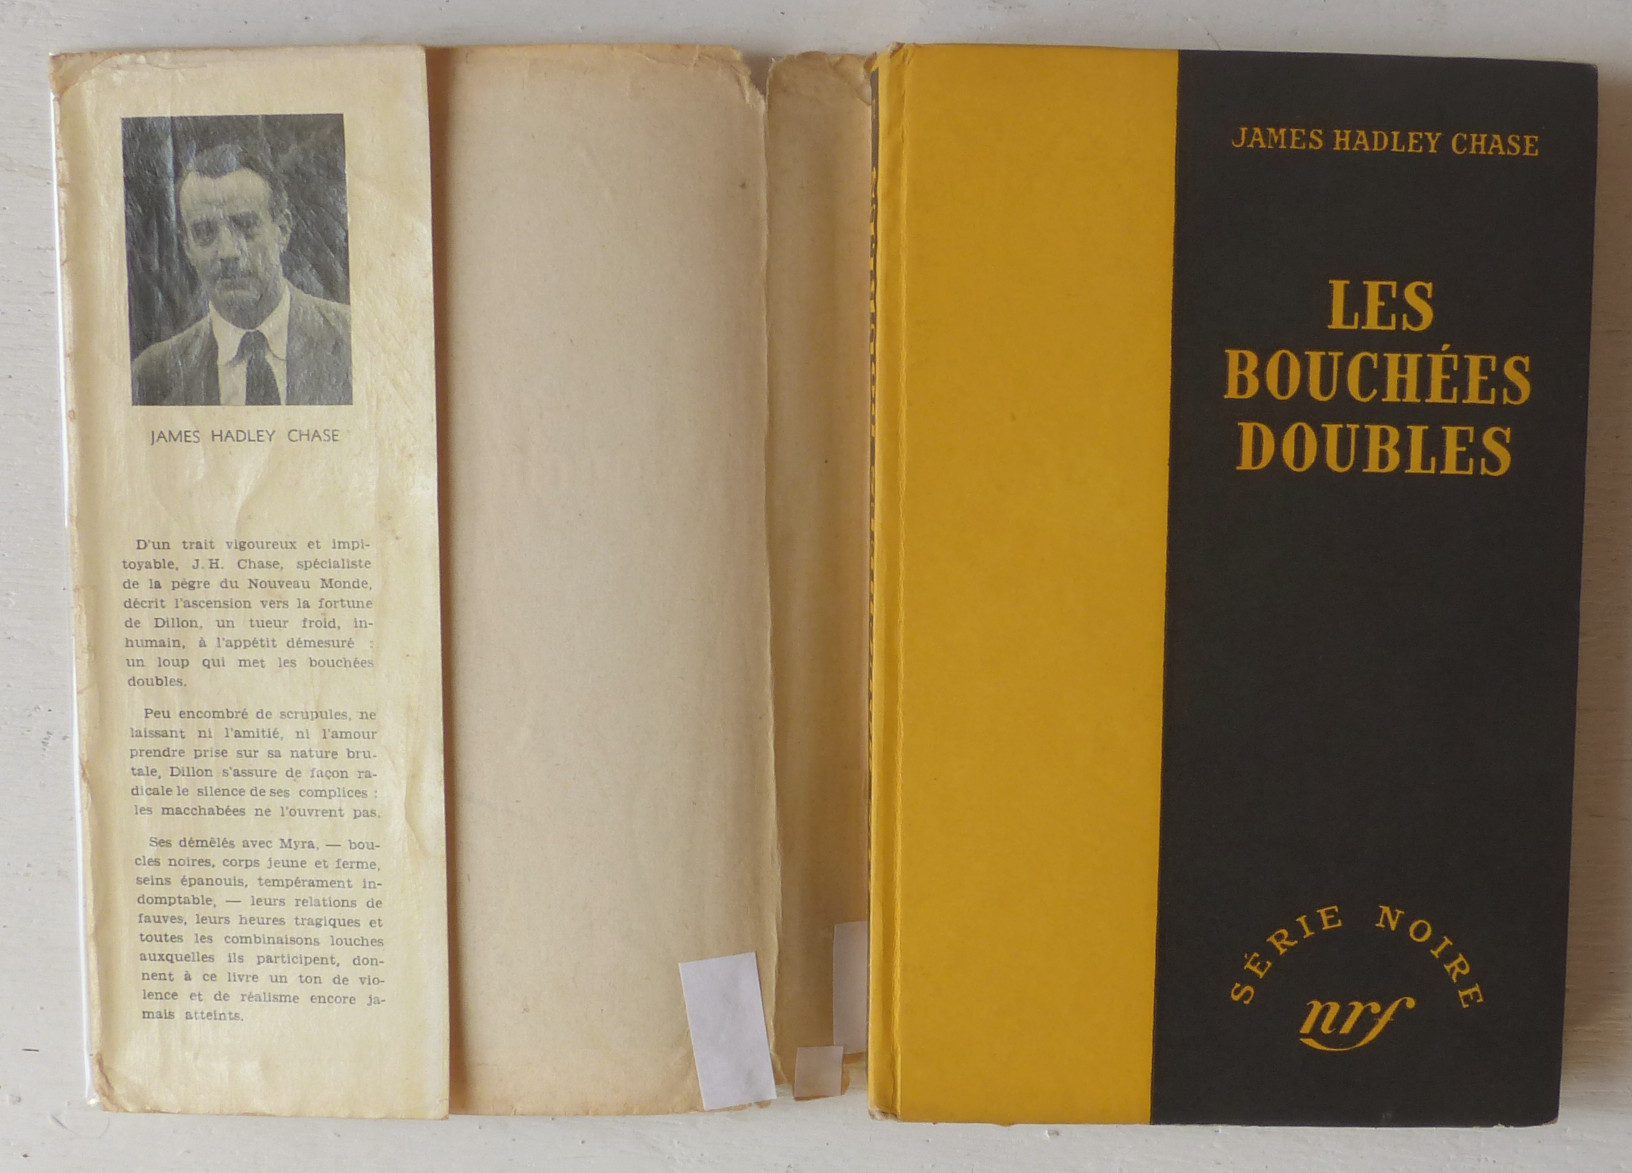 JAMES HADLEY CHASE
D'un trait vigoureux et impi-
toyable, J. H. Chase, spécialiste
de la pègre du Nouveau Monde,
décrit l'ascension vers la fortune
de Dillon, un tueur froid, in-
humain, à l'appétit démesuré :
un loup qui met les bouchées
doubles.
Peu encombré de scrupules, ne
laissant ni l'amitié, ni l'amour
prendre prise sur sa nature bru-
tale, Dillon s'assure de façon ra-
dicale le silence de ses complices :
les macchabées ne l'ouvrent pas.
Ses démêlés avec Myra, — bou-
cles noires, corps jeune et ferme,
seins épanouis, tempérament in-
domptable, — leurs relations de
fauves, leurs heures tragiques et
toutes les combinaisons louches
auxquelles ils participent, don-
nent à ce livre un ton de vio-
lence et de réalisme encore ja-
mais atteints.
JAMES HADLEY CHASE
LES
BOUCHÉES
DOUBLES
SÉRIE NOIRE
nrf